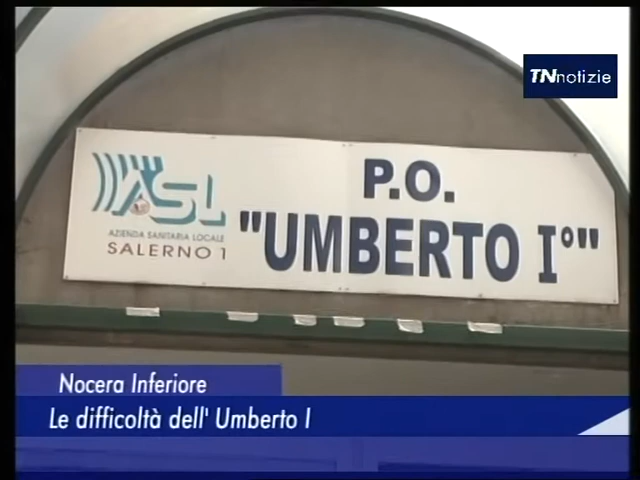 TNnotizie
P.O.
"UMBERTO I°"
ASL
AZIENDA SANITARIA LOCALE
SALERNO 1
Nocera Inferiore
Le difficoltà dell' Umberto I